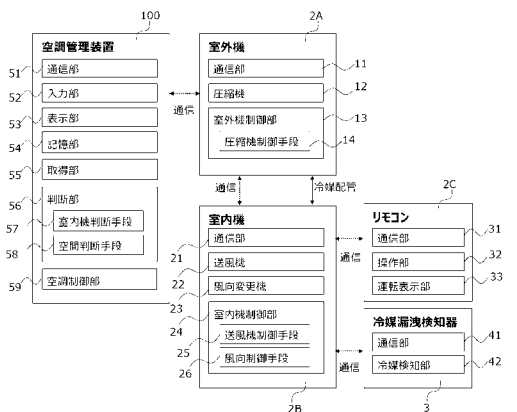 100
空調管理装置
51 通信部
52 入力部
53 表示部
54 記憶部
55 取得部
56 判断部
57 室内機判断手段
58 空間判断手段
59 空調制御部
通信
2A
室外機
通信部 11
圧縮機 12
室外機制御部 13
圧縮機制御手段 14
通信
冷媒配管
室内機
21 通信部
22 送風機
23 風向変更機
24 室内機制御部
25 送風機制御手段
26 風向制御手段
2B
通信
2C
リモコン
通信部 31
操作部 32
運転表示部 33
通信
冷媒漏洩検知器
通信部 41
冷媒検知部 42
3